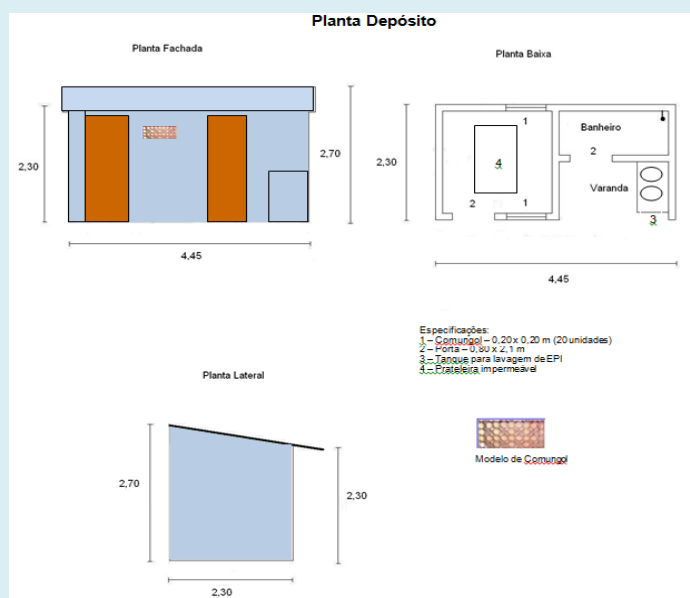 Planta Depósito
Planta Fachada
2,30
2,70
4,45
Planta Baixa
1
1
Banheiro
2
4
Varanda
2
1
3
2,30
4,45
Especificações:
1 – Comungol – 0,20 x 0,20 m (20 unidades)
2 – Porta – 0,80 x 2,1 m
3 – Tanque para lavagem de EPI
4 – Prateleira impermeável
Modelo de Comungol
Planta Lateral
2,70
2,30
2,30